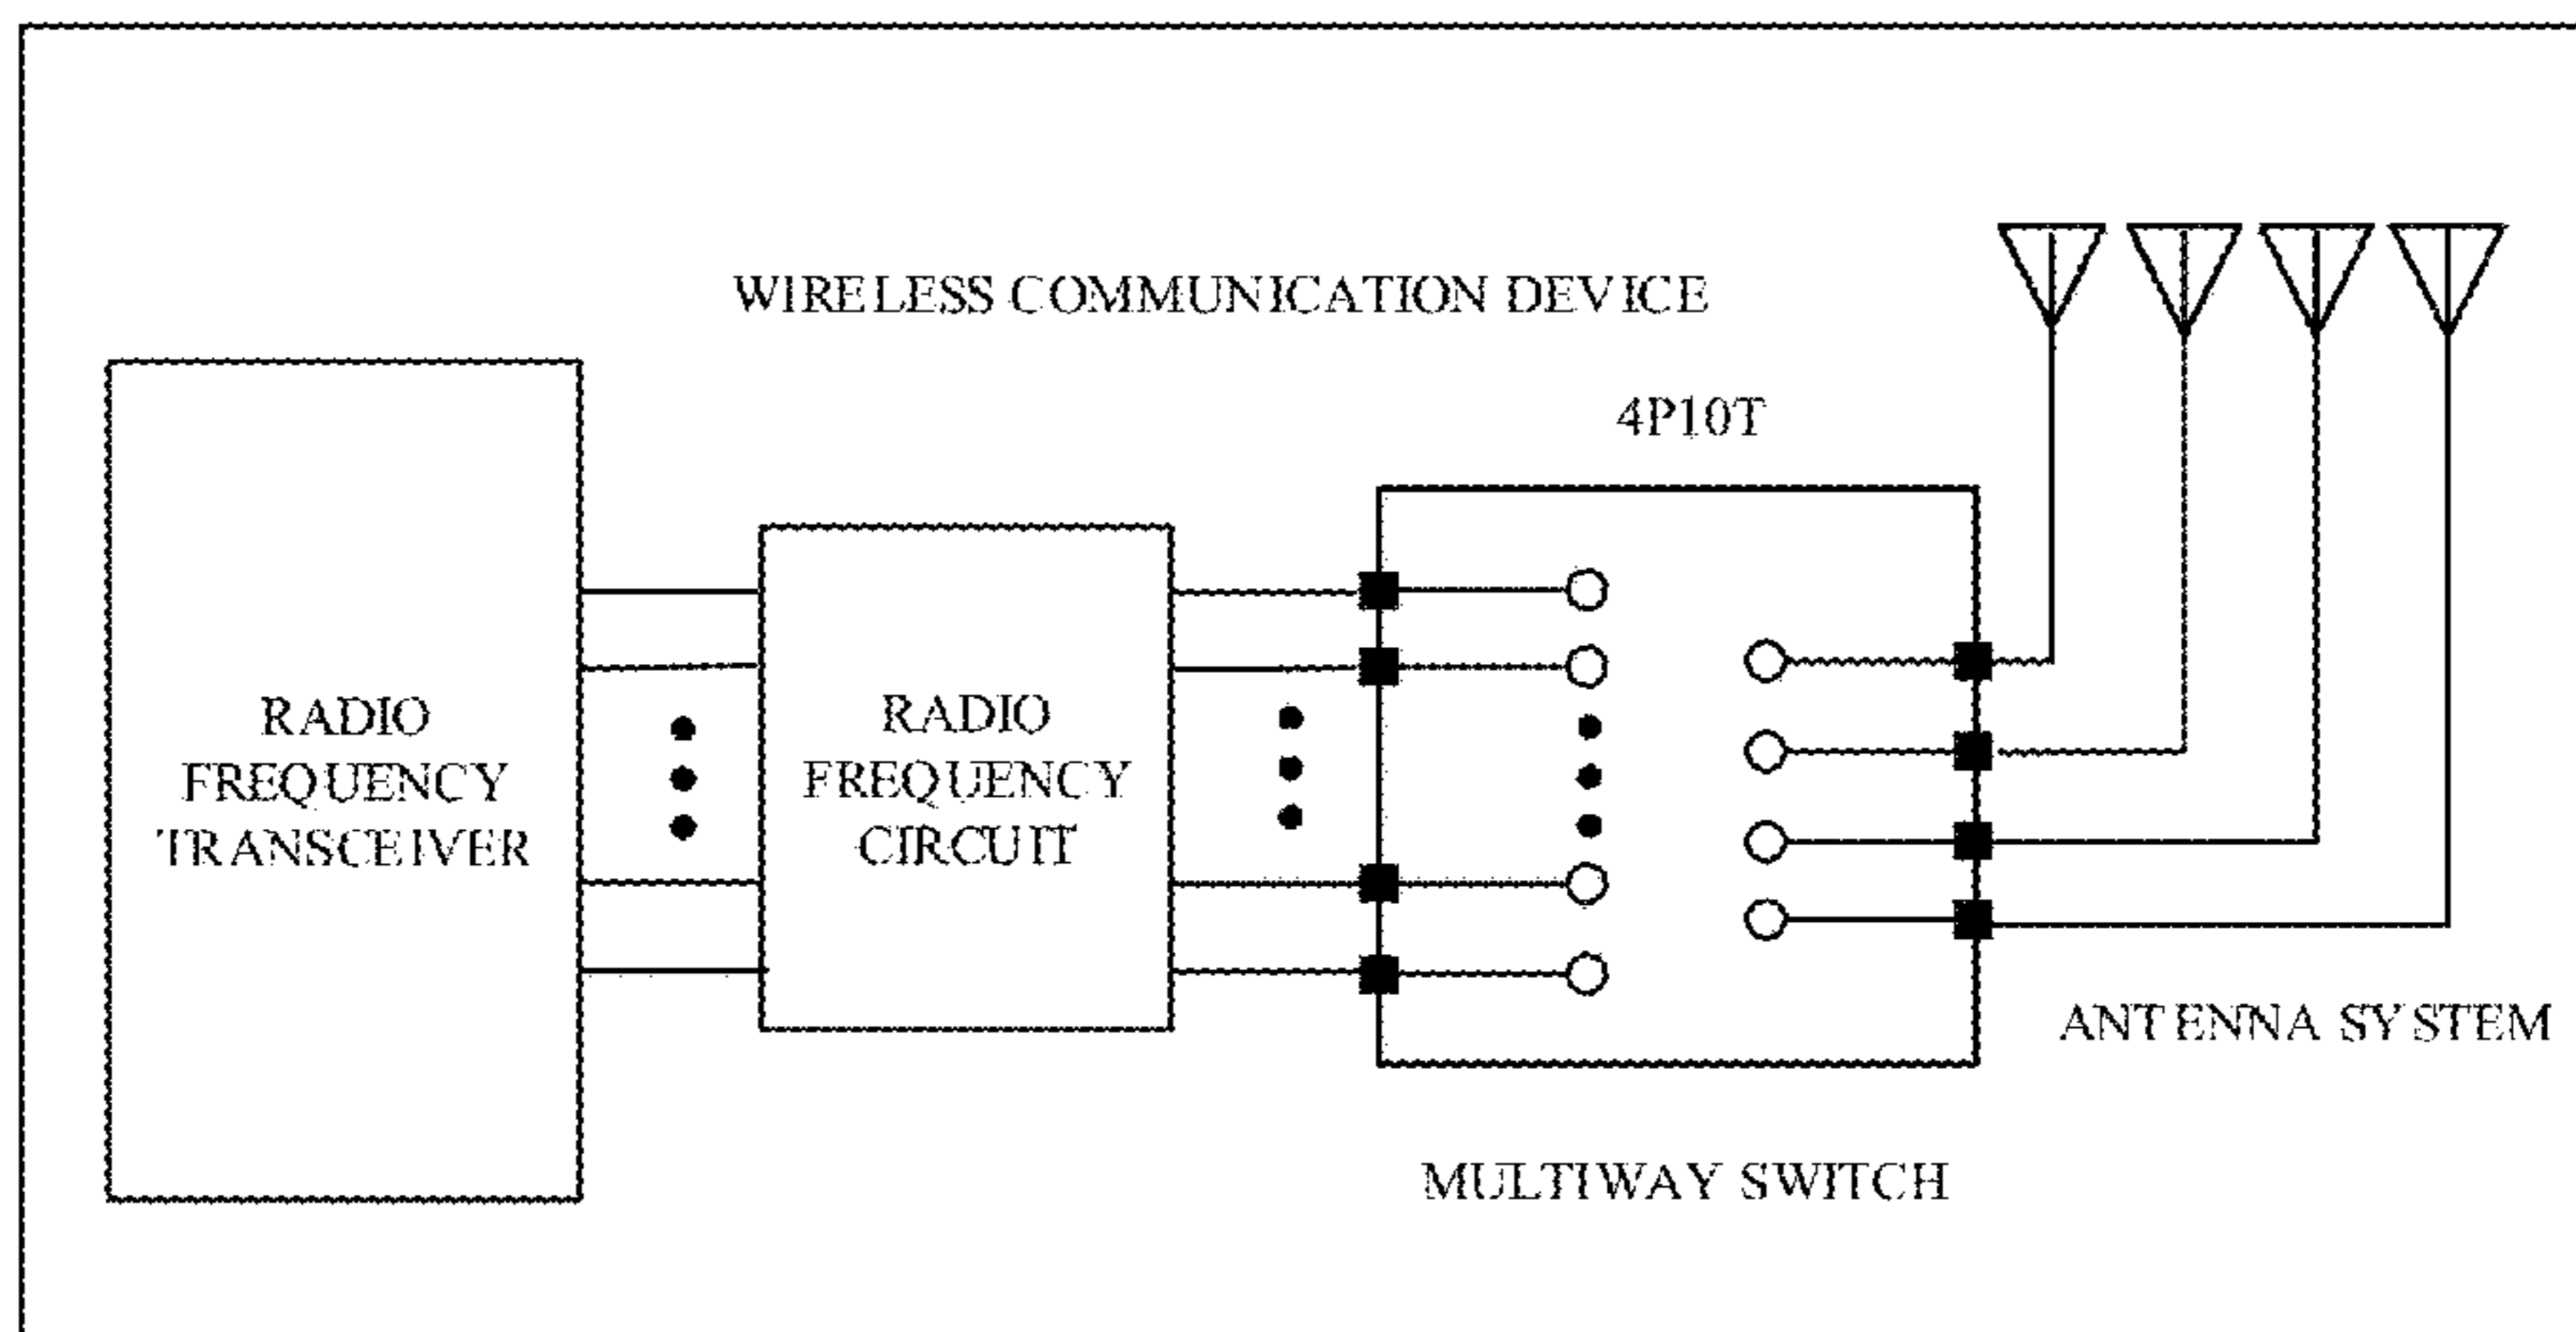 WIRELESS COMMUNICATION DEVICE
4P10T
RADIO
FREQUENCY
TRANSCEIVER
RADIO
FREQUENCY
CIRCUIT
ANTENNA SYSTEM
MULTIWAY SWITCH